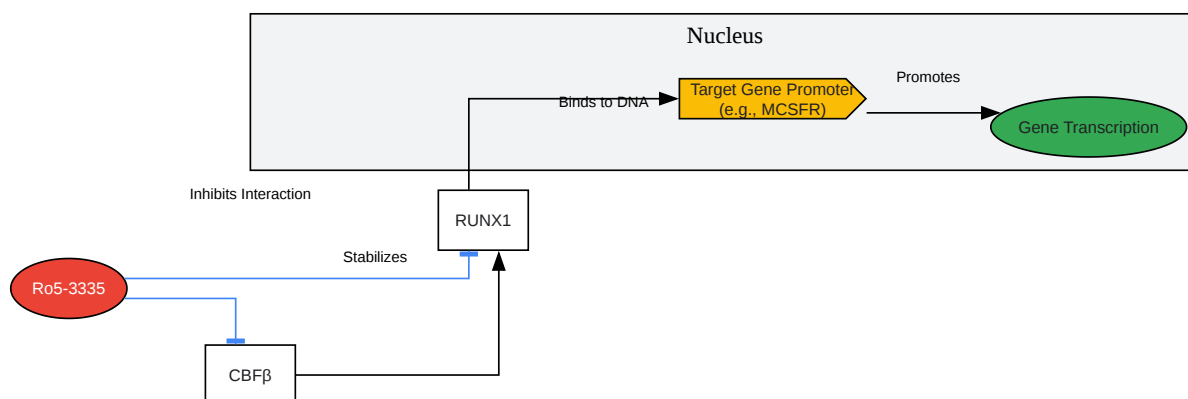 Nucleus
Promotes
Binds to DNA
Target Gene Promoter
(e.g., MCSFR)
Gene Transcription
Inhibits Interaction
RUNX1
Stabilizes
Ro5-3335
CBFβ